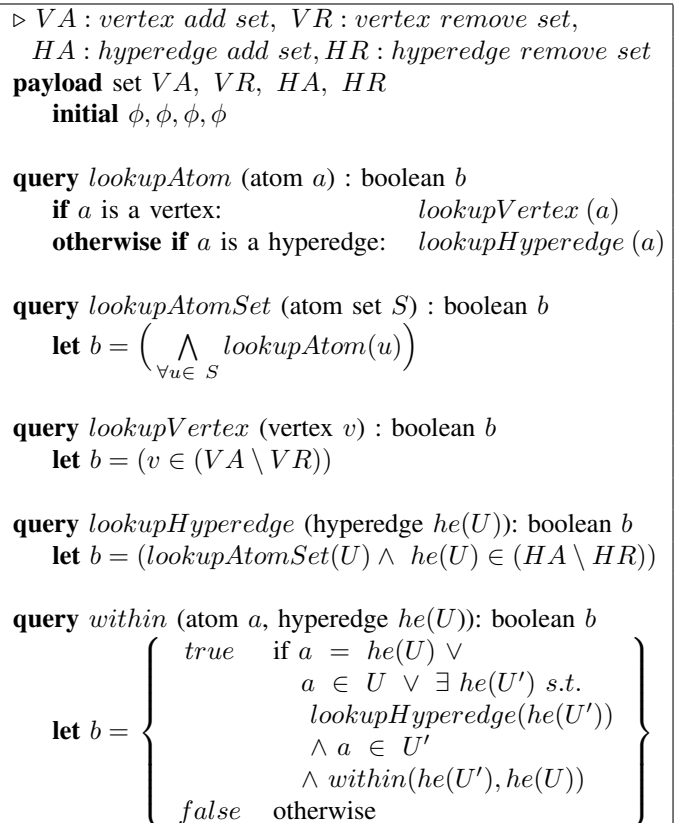 ▷ VA : vertex add set, VR : vertex remove set,
HA : hyperedge add set, HR : hyperedge remove set
payload set VA, VR, HA, HR
initial ϕ, ϕ, ϕ, ϕ
query lookupAtom (atom a) : boolean b
if a is a vertex: lookupVertex (a)
otherwise if a is a hyperedge: lookupHyperedge (a)
query lookupAtomSet (atom set S) : boolean b
let b = ( ⋀ lookupAtom(u) )
∀u∈ S
query lookupVertex (vertex v) : boolean b
let b = (v ∈ (VA \ VR))
query lookupHyperedge (hyperedge he(U)): boolean b
let b = (lookupAtomSet(U) ∧ he(U) ∈ (HA \ HR))
query within (atom a, hyperedge he(U)): boolean b
true if a = he(U) ∨
a ∈ U ∨ ∃ he(U′) s.t.
let b = { lookupHyperedge(he(U′)) }
∧ a ∈ U′
∧ within(he(U′), he(U))
false otherwise